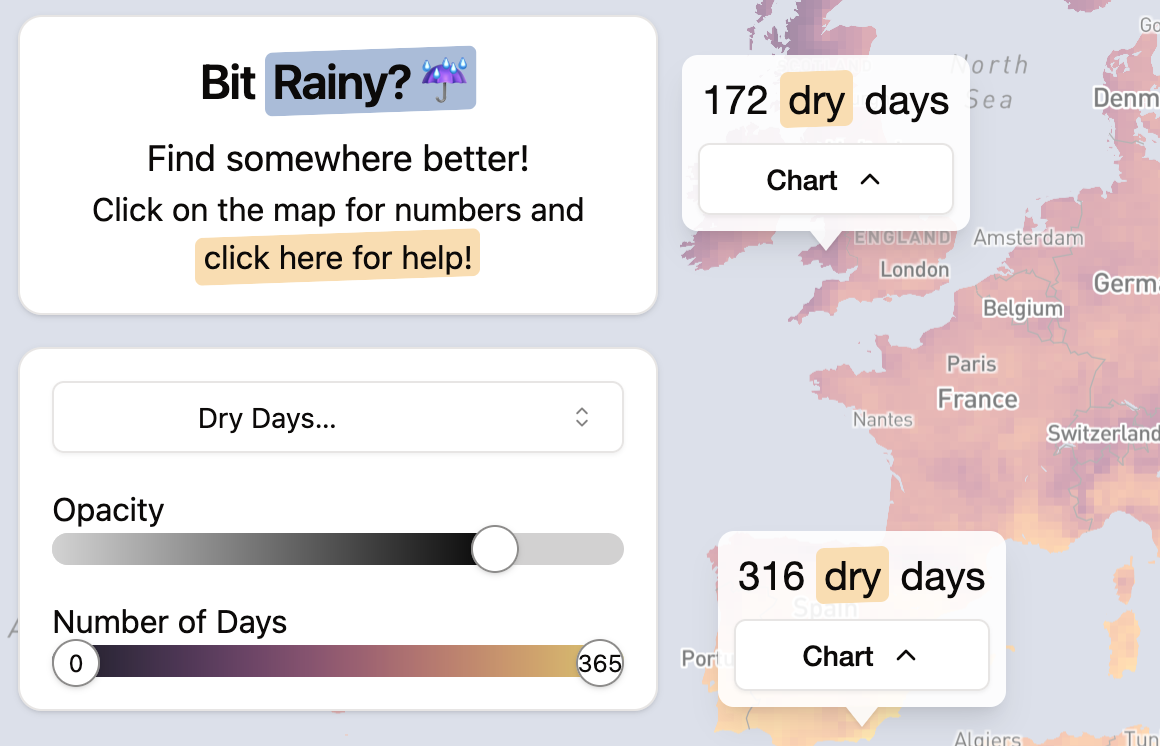 Bit Rainy?
Find somewhere better!
Click on the map for numbers and
click here for help!
Dry Days...
Opacity
Number of Days
0
365
172 dry days
Chart
316 dry days
Chart
North
Sea
Denm
ENGLAND
Amsterdam
London
Germ
Belgium
Paris
France
Nantes
Switzerland
Spain
Port
Algiers
Tun
Go